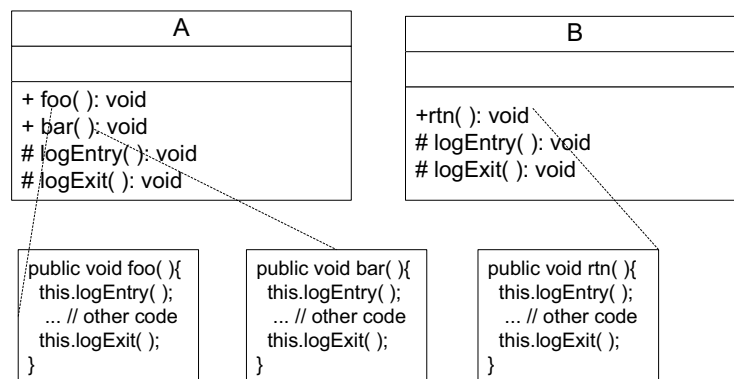 A
+ foo( ): void
+ bar( ): void
# logEntry( ): void
# logExit( ): void
B
+rtn( ): void
# logEntry( ): void
# logExit( ): void
public void foo( ){
this.logEntry( );
... // other code
this.logExit( );
}
public void bar( ){
this.logEntry( );
... // other code
this.logExit( );
}
public void rtn( ){
this.logEntry( );
... // other code
this.logExit( );
}